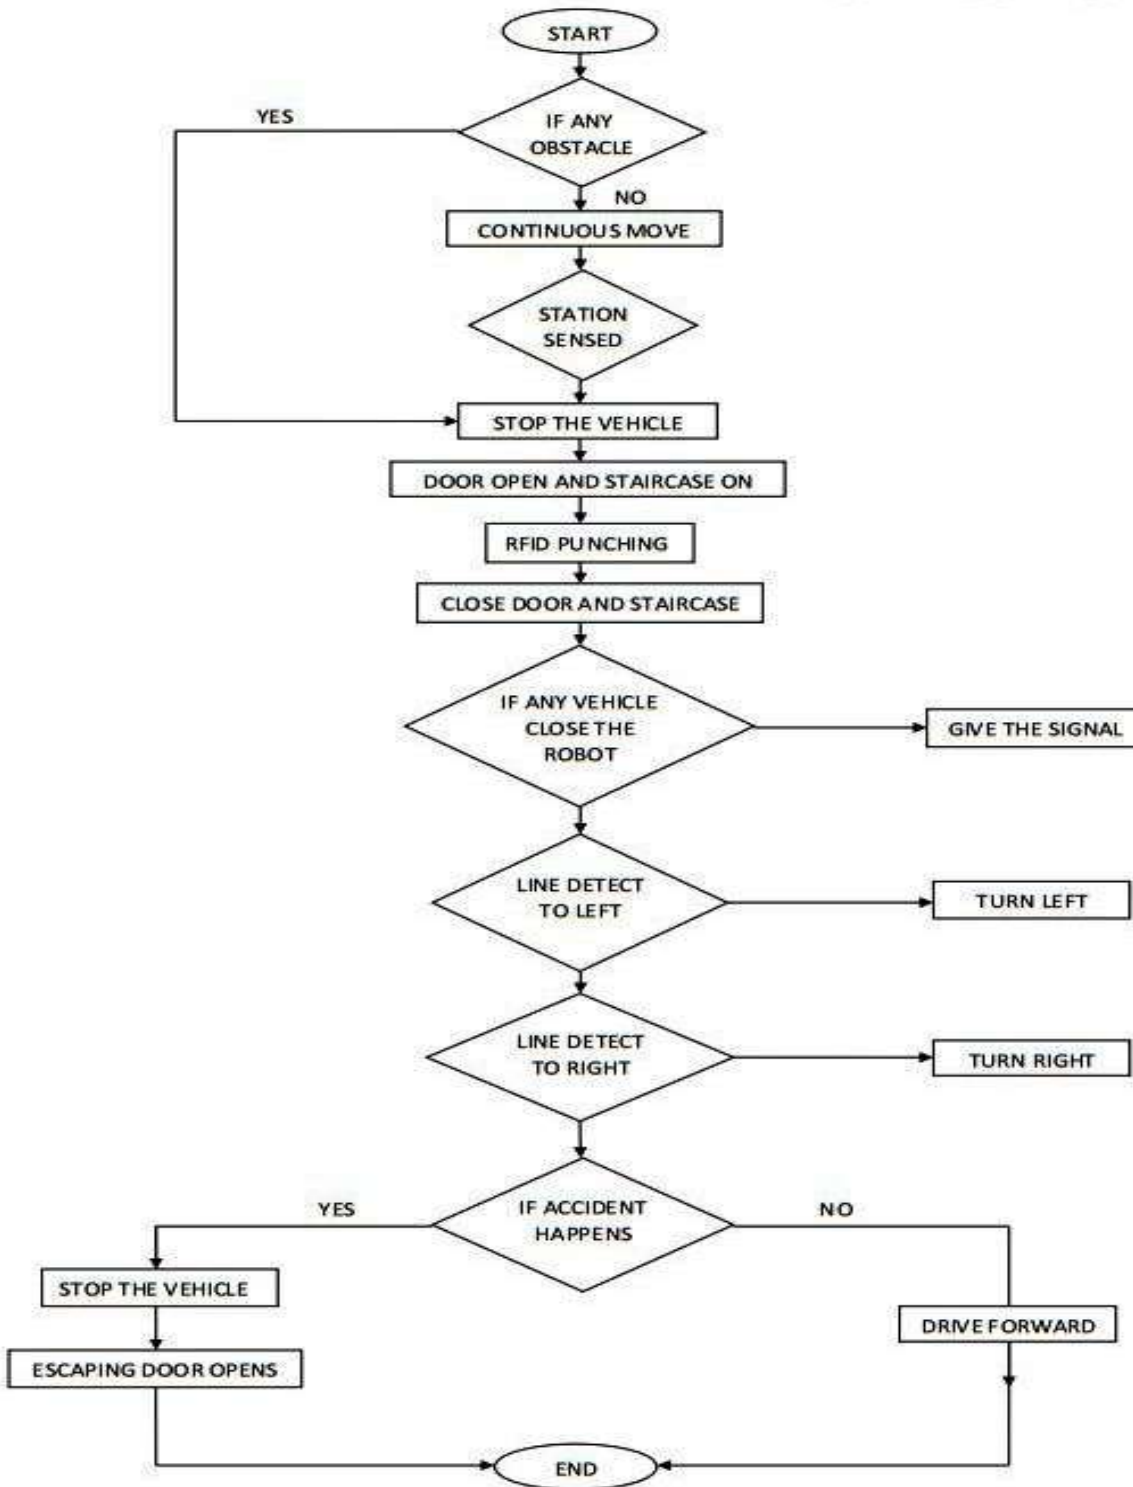 START
YES
IF ANY
OBSTACLE
NO
CONTINUOUS MOVE
STATION
SENSED
STOP THE VEHICLE
DOOR OPEN AND STAIRCASE ON
RFID PUNCHING
CLOSE DOOR AND STAIRCASE
IF ANY VEHICLE
CLOSE THE
ROBOT
GIVE THE SIGNAL
LINE DETECT
TO LEFT
TURN LEFT
LINE DETECT
TO RIGHT
TURN RIGHT
IF ACCIDENT
HAPPENS
YES
NO
STOP THE VEHICLE
DRIVE FORWARD
ESCAPING DOOR OPENS
END